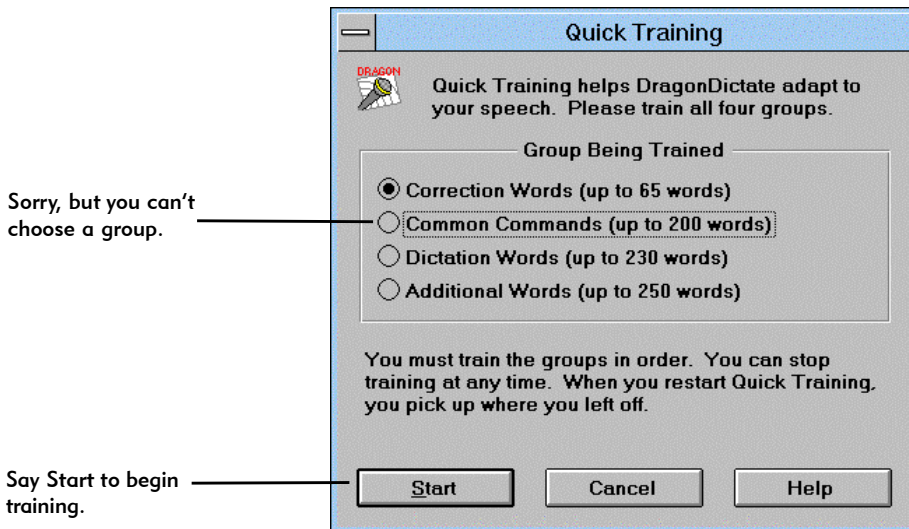 Quick Training
DRAGON
Quick Training helps DragonDictate adapt to
your speech. Please train all four groups.
Group Being Trained
Correction Words (up to 65 words)
Sorry, but you can't
choose a group.
Common Commands (up to 200 words)
Dictation Words (up to 230 words)
Additional Words (up to 250 words)
You must train the groups in order. You can stop
training at any time. When you restart Quick Training,
you pick up where you left off.
Say Start to begin
training.
Start
Cancel
Help